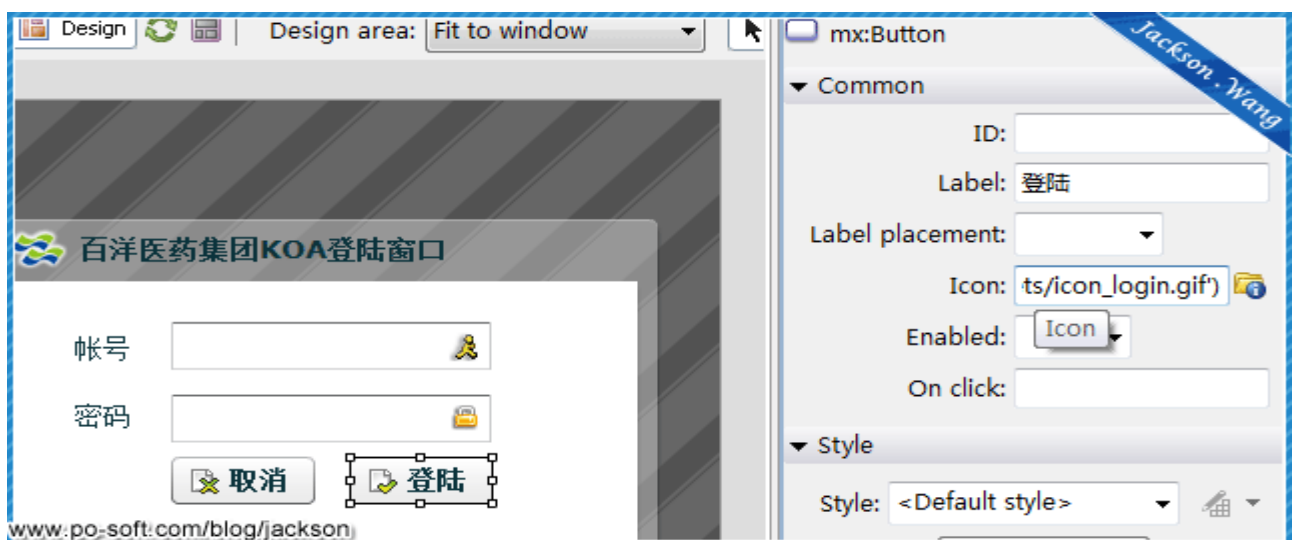 Design Design area: Fit to window
mx:Button
Jackson . Wang
Common
ID:
Label: 登陆
Label placement:
Icon: ts/icon_login.gif')
Enabled:
Icon
On click:
Style
Style: <Default style>
百洋医药集团KOA登陆窗口
帐号
密码
取消 登陆
www.po-soft.com/blog/jackson